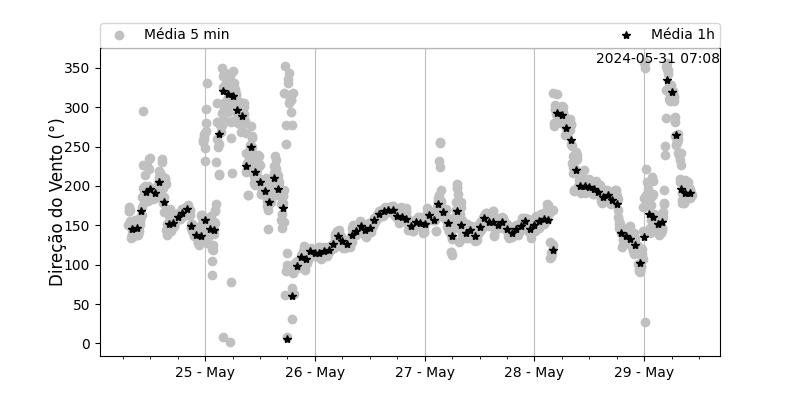 Média 5 min
Média 1h
2024-05-31 07:08
Direção do Vento (°)
350
300
250
200
150
100
50
0
25 - May
26 - May
27 - May
28 - May
29 - May